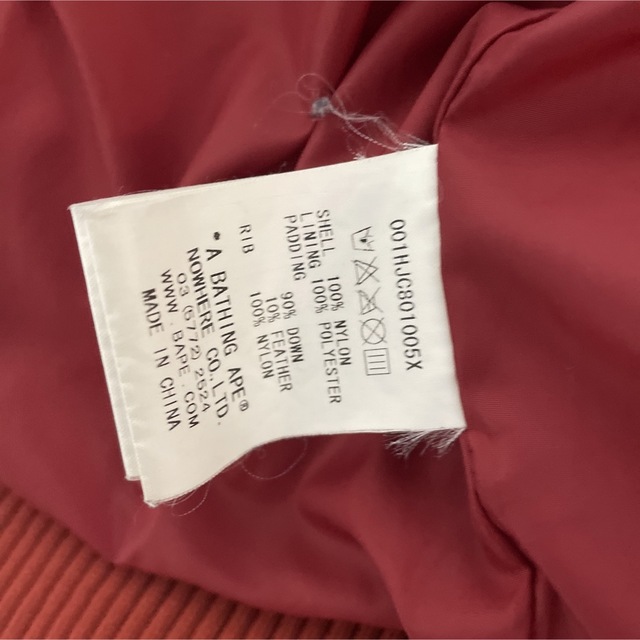 001HJC801005X
SHELL 100% NYLON
LINING 100% POLYESTER
PADDING 90% DOWN
10% FEATHER
RIB 100% NYLON
* A BATHING APE®
NOWHERE CO.,LTD.
03 (5772) 2524
WWW. BAPE. COM
MADE IN CHINA